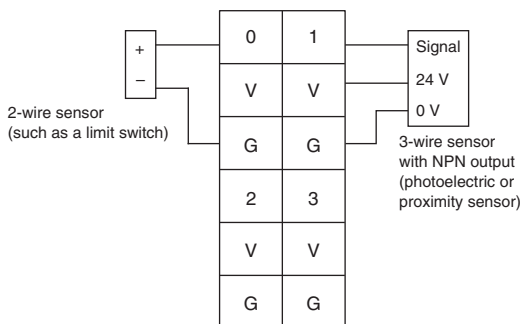 +
–
2-wire sensor
(such as a limit switch)
0 1
V V
G G
2 3
V V
G G
Signal
24 V
0 V
3-wire sensor
with NPN output
(photoelectric or
proximity sensor)